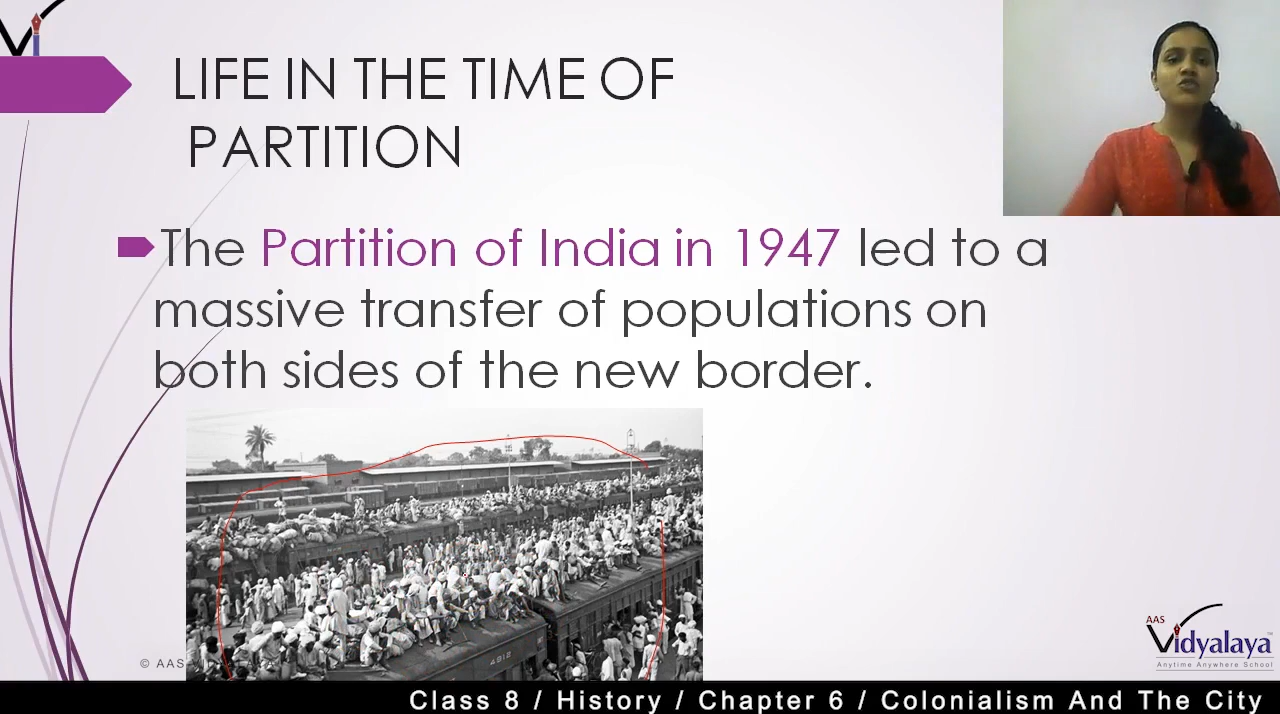 LIFE IN THE TIME OF
PARTITION
The Partition of India in 1947 led to a
massive transfer of populations on
both sides of the new border.
4912
© AAS VIDYALAYA
AAS
Vidyalaya
Anytime Anywhere School
Class 8 / History / Chapter 6 / Colonialism And The City